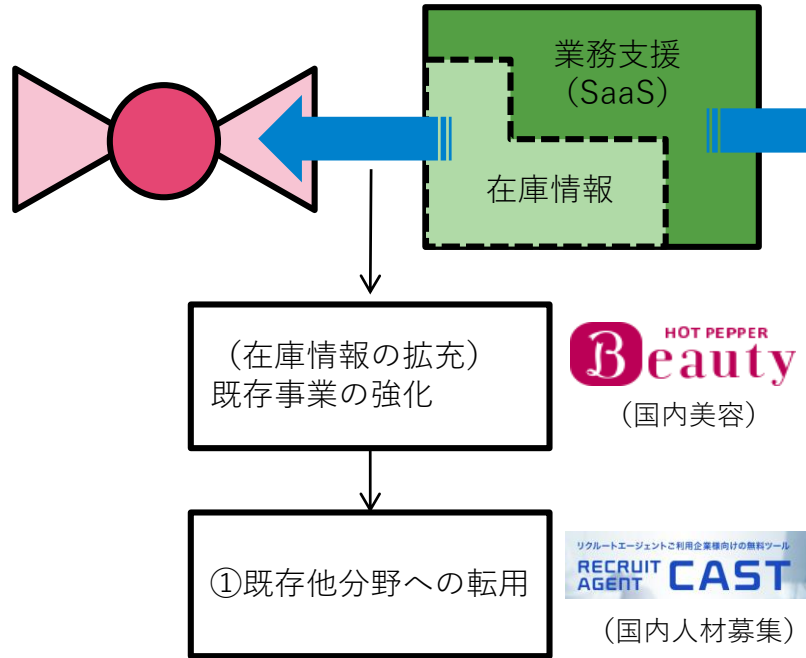 業務支援
（SaaS）
在庫情報
（在庫情報の拡充）
既存事業の強化
HOT PEPPER
Beauty
（国内美容）
①既存他分野への転用
リクルートエージェントご利用企業様向けの無料ツール
RECRUIT
AGENT CAST
（国内人材募集）